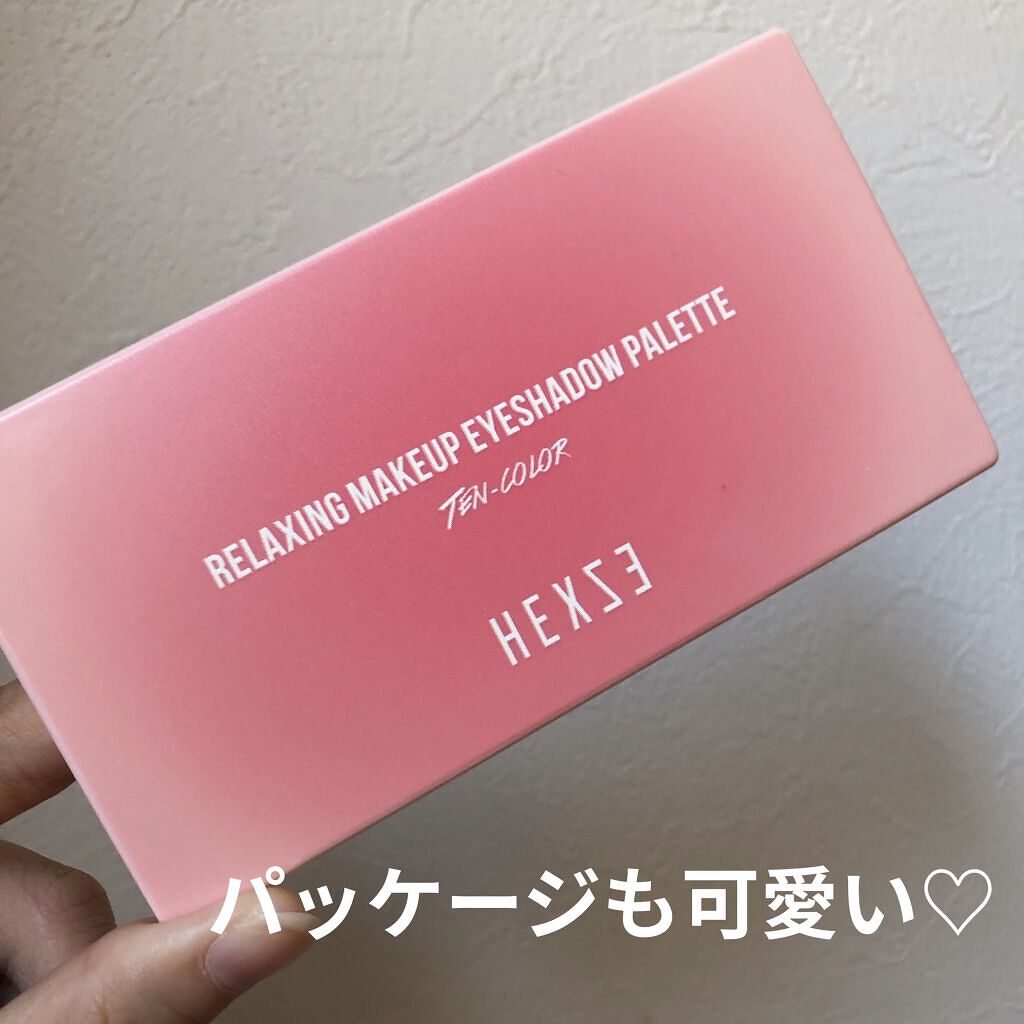 RELAXING MAKEUP EYESHADOW PALETTE
TEN-COLOR
HEXZE
パッケージも可愛い♡